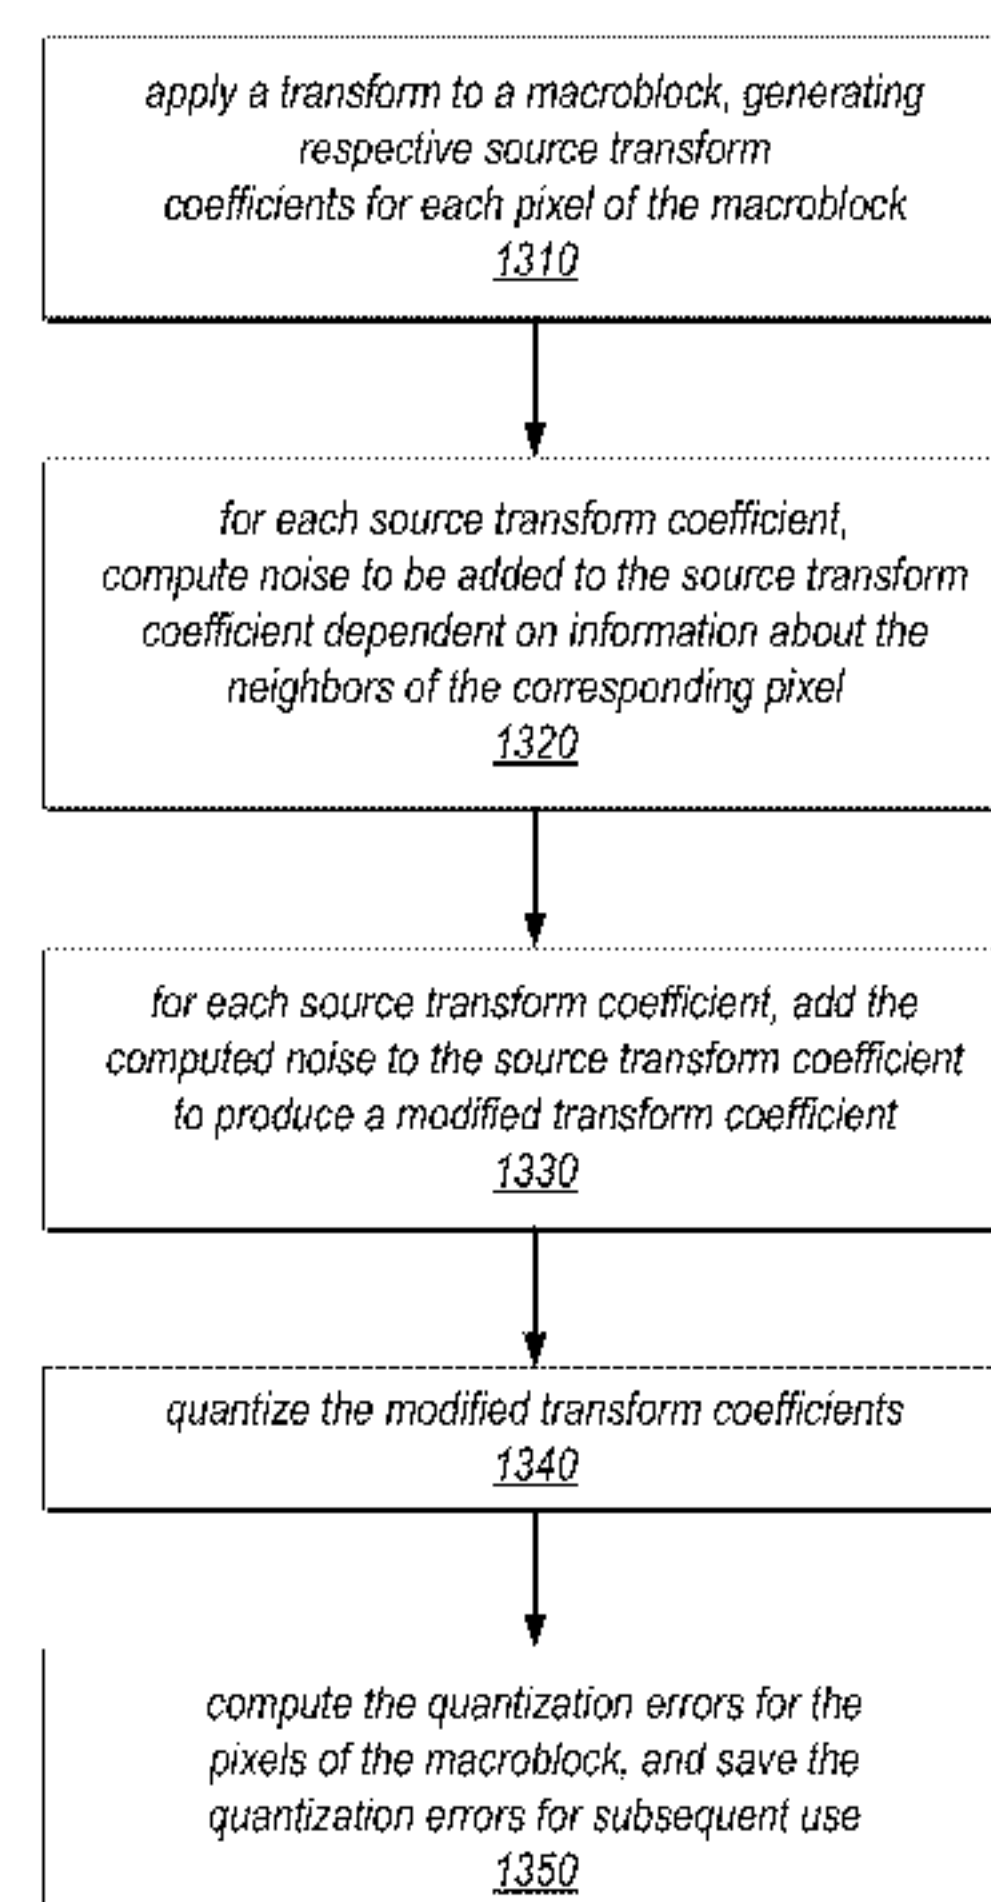 apply a transform to a macroblock, generating
respective source transform
coefficients for each pixel of the macroblock
1310
for each source transform coefficient,
compute noise to be added to the source transform
coefficient dependent on information about the
neighbors of the corresponding pixel
1320
for each source transform coefficient, add the
computed noise to the source transform coefficient
to produce a modified transform coefficient
1330
quantize the modified transform coefficients
1340
compute the quantization errors for the
pixels of the macroblock, and save the
quantization errors for subsequent use
1350